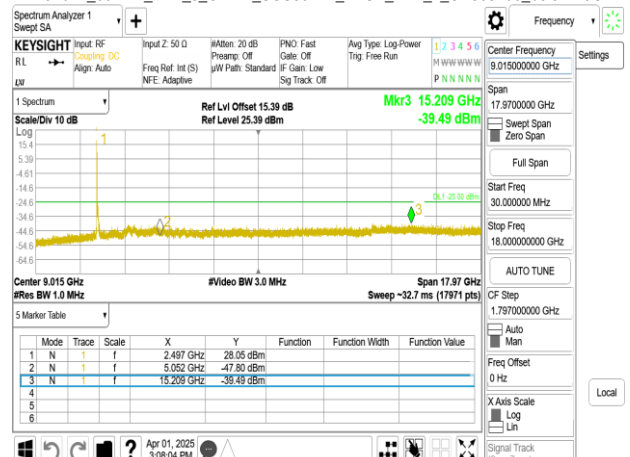 Spectrum Analyzer 1
Swept SA
+
Frequency
KEYSIGHT
RL
Input: RF
Coupling: DC
Align: Auto
Input Z: 50 Ω
Freq Ref: Int (S)
NFE: Adaptive
#Atten: 20 dB
Preamp: Off
µW Path: Standard
PNO: Fast
Gate: Off
IF Gain: Low
Sig Track: Off
Avg Type: Log-Power
Trig: Free Run
1 2 3 4 5 6
M W W W W W
P N N N N N
1 Spectrum
Scale/Div 10 dB
Ref Lvl Offset 15.39 dB
Ref Level 25.39 dBm
Mkr3 15.209 GHz
-39.49 dBm
Log
15.4
5.39
-4.61
-14.6
-24.6
-34.6
-44.6
-54.6
-64.6
1
2
3
DL1 -25.00 dBm
Center 9.015 GHz
#Video BW 3.0 MHz
Span 17.97 GHz
#Res BW 1.0 MHz
Sweep ~32.7 ms (17971 pts)
5 Marker Table
Mode Trace Scale X Y Function Function Width Function Value
1 N 1 f 2.497 GHz 28.05 dBm
2 N 1 f 5.052 GHz -47.80 dBm
3 N 1 f 15.209 GHz -39.49 dBm
4
5
6
Center Frequency
9.015000000 GHz
Settings
Span
17.9700000 GHz
Swept Span
Zero Span
Full Span
Start Freq
30.000000 MHz
Stop Freq
18.000000000 GHz
AUTO TUNE
CF Step
1.797000000 GHz
Auto
Man
Freq Offset
0 Hz
X Axis Scale
Log
Lin
Local
Signal Track
?
Apr 01, 2025
3:08:04 PM